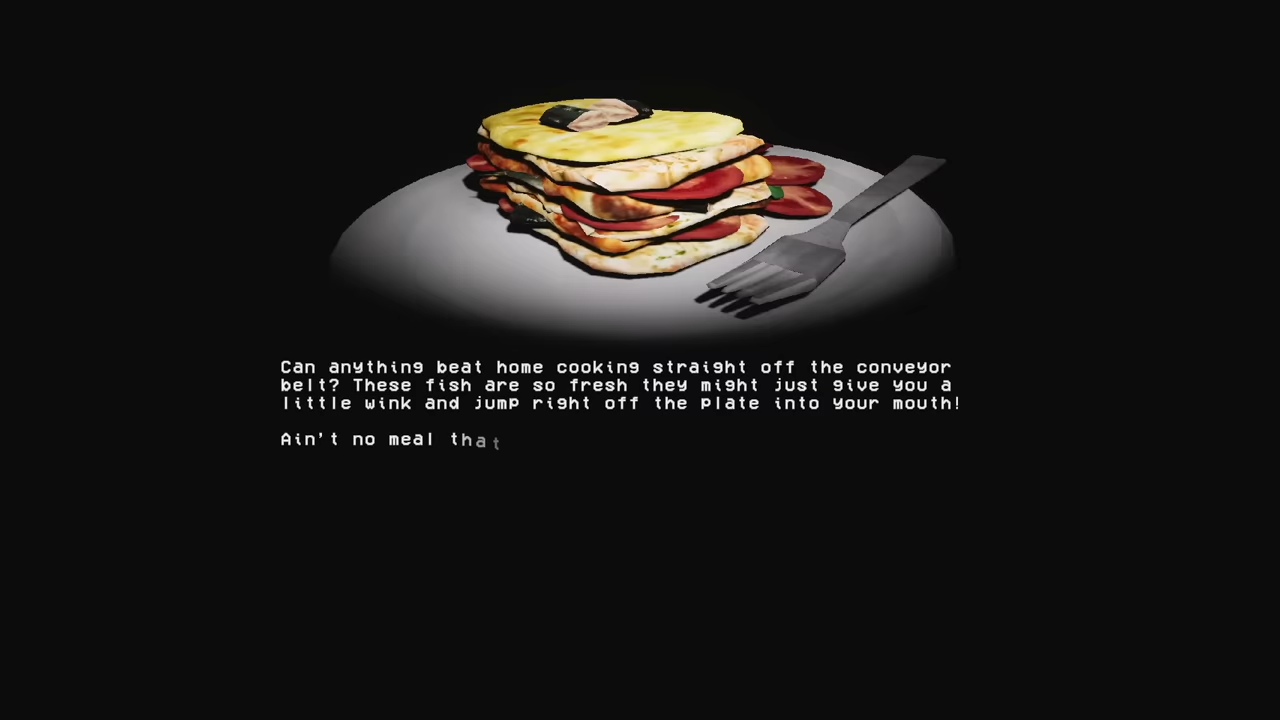 Can anything beat home cooking straight off the conveyor
belt? These fish are so fresh they might just give you a
little wink and jump right off the plate into your mouth!
Ain't no meal that